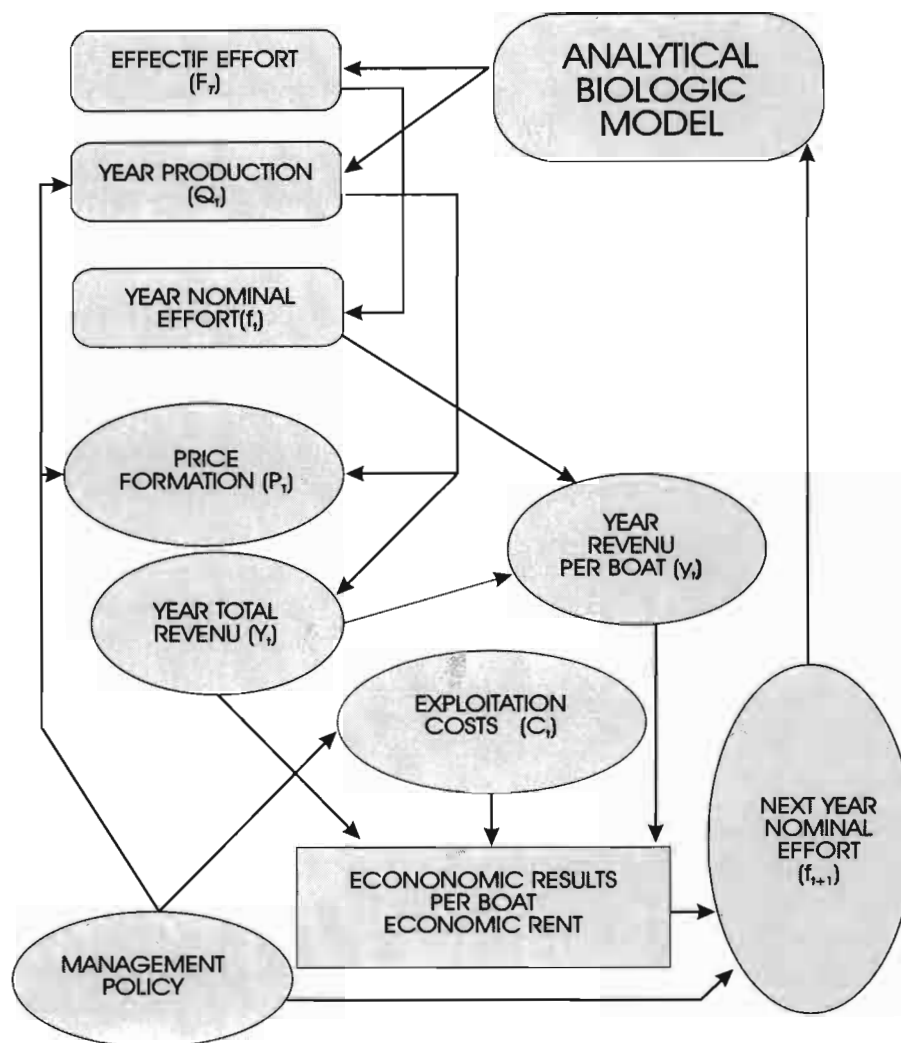 EFFECTIF EFFORT
(F_T)
ANALYTICAL
BIOLOGIC
MODEL
YEAR PRODUCTION
(Q_t)
YEAR NOMINAL
EFFORT(f_t)
PRICE
FORMATION (P_t)
YEAR
REVENU
PER BOAT (y_t)
YEAR TOTAL
REVENU (Y_t)
EXPLOITATION
COSTS (C_t)
NEXT YEAR
NOMINAL
EFFORT
(f_{t+1})
ECONONOMIC RESULTS
PER BOAT
ECONOMIC RENT
MANAGEMENT
POLICY